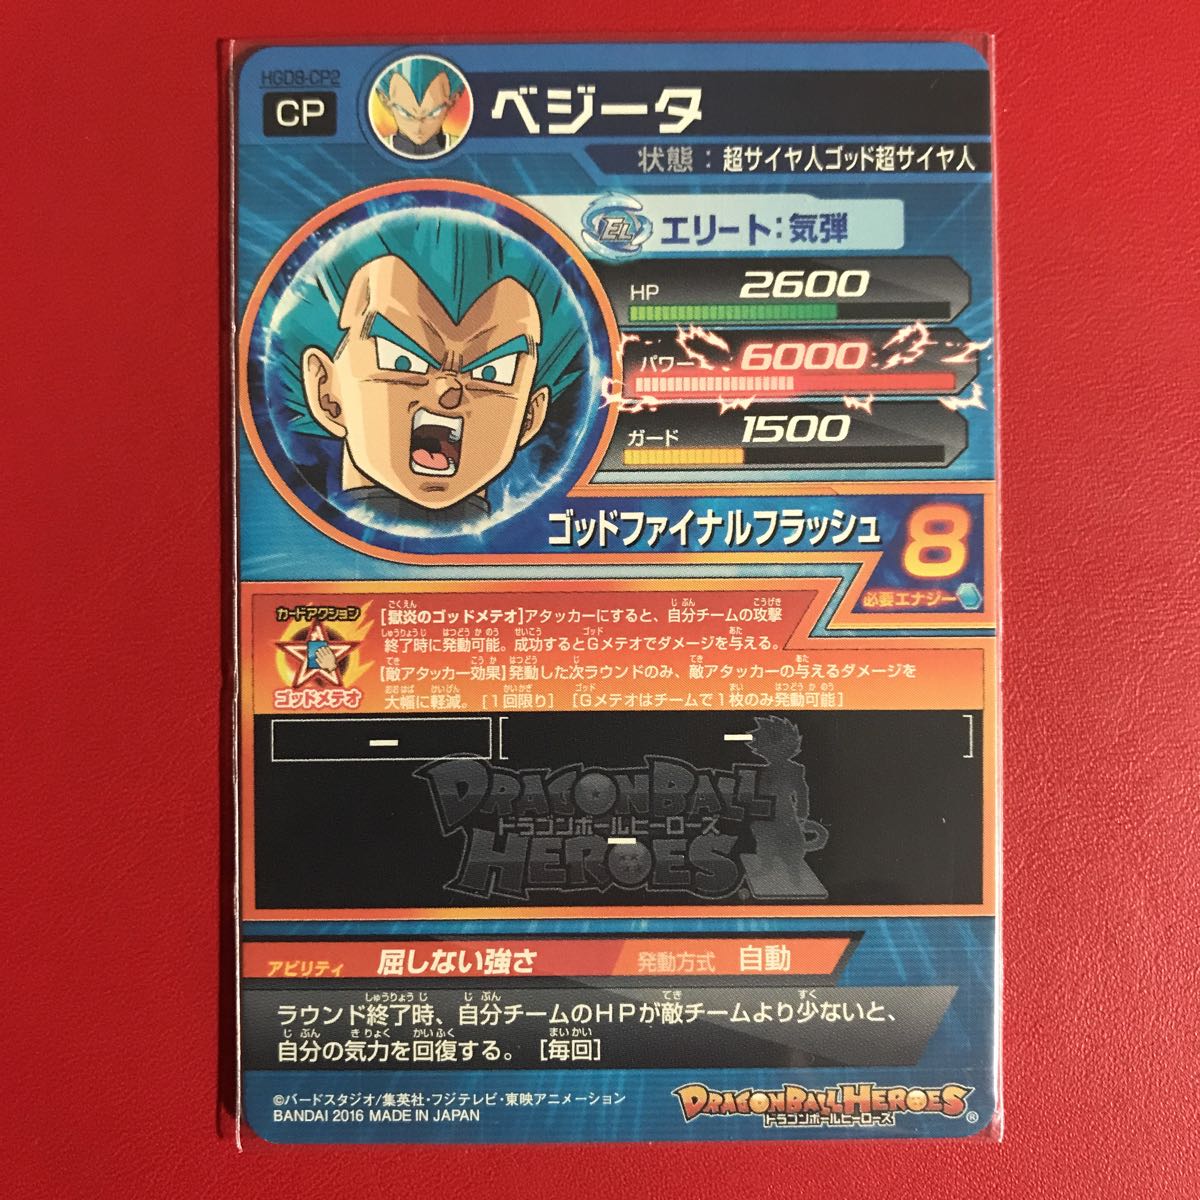 HGD8-CP2
CP
ベジータ
状態：超サイヤ人ゴッド超サイヤ人
EL エリート：気弾
HP 2600
パワー 6000
ガード 1500
ゴッドファイナルフラッシュ
8
必要エナジー
カードアクション
ゴッドメテオ
[獄炎のゴッドメテオ]アタッカーにすると、自分チームの攻撃
終了時に発動可能。成功するとGメテオでダメージを与える。
[敵アタッカー効果]発動した次ラウンドのみ、敵アタッカーの与えるダメージを
大幅に軽減。[1回限り] [Gメテオはチームで1枚のみ発動可能]
ー [ ー ]
DRAGON BALL
ドラゴンボールヒーローズ
ー
HEROES
アビリティ 屈しない強さ 発動方式 自動
ラウンド終了時、自分チームのHPが敵チームより少ないと、
自分の気力を回復する。[毎回]
©バードスタジオ/集英社・フジテレビ・東映アニメーション
BANDAI 2016 MADE IN JAPAN
DRAGON BALL HEROES
ドラゴンボールヒーローズ